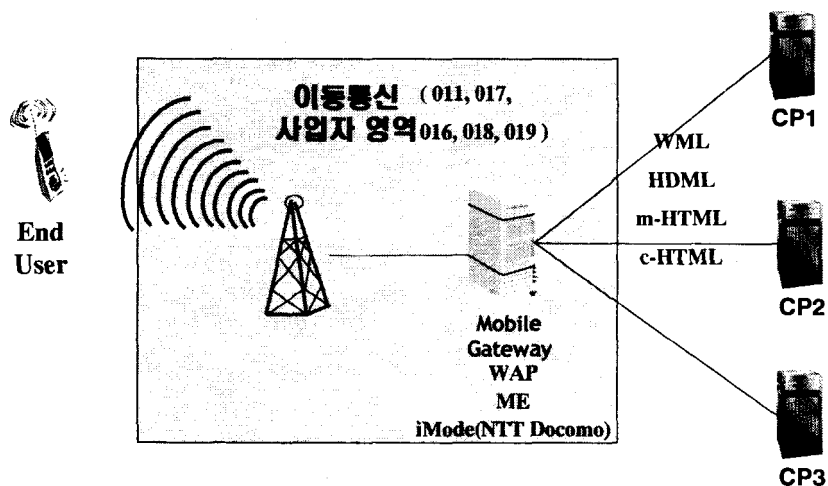 이동통신 ( 011, 017,
사업자 영역 016, 018, 019 )
End
User
Mobile
Gateway
WAP
ME
iMode(NTT Docomo)
WML
HDML
m-HTML
c-HTML
CP1
CP2
CP3